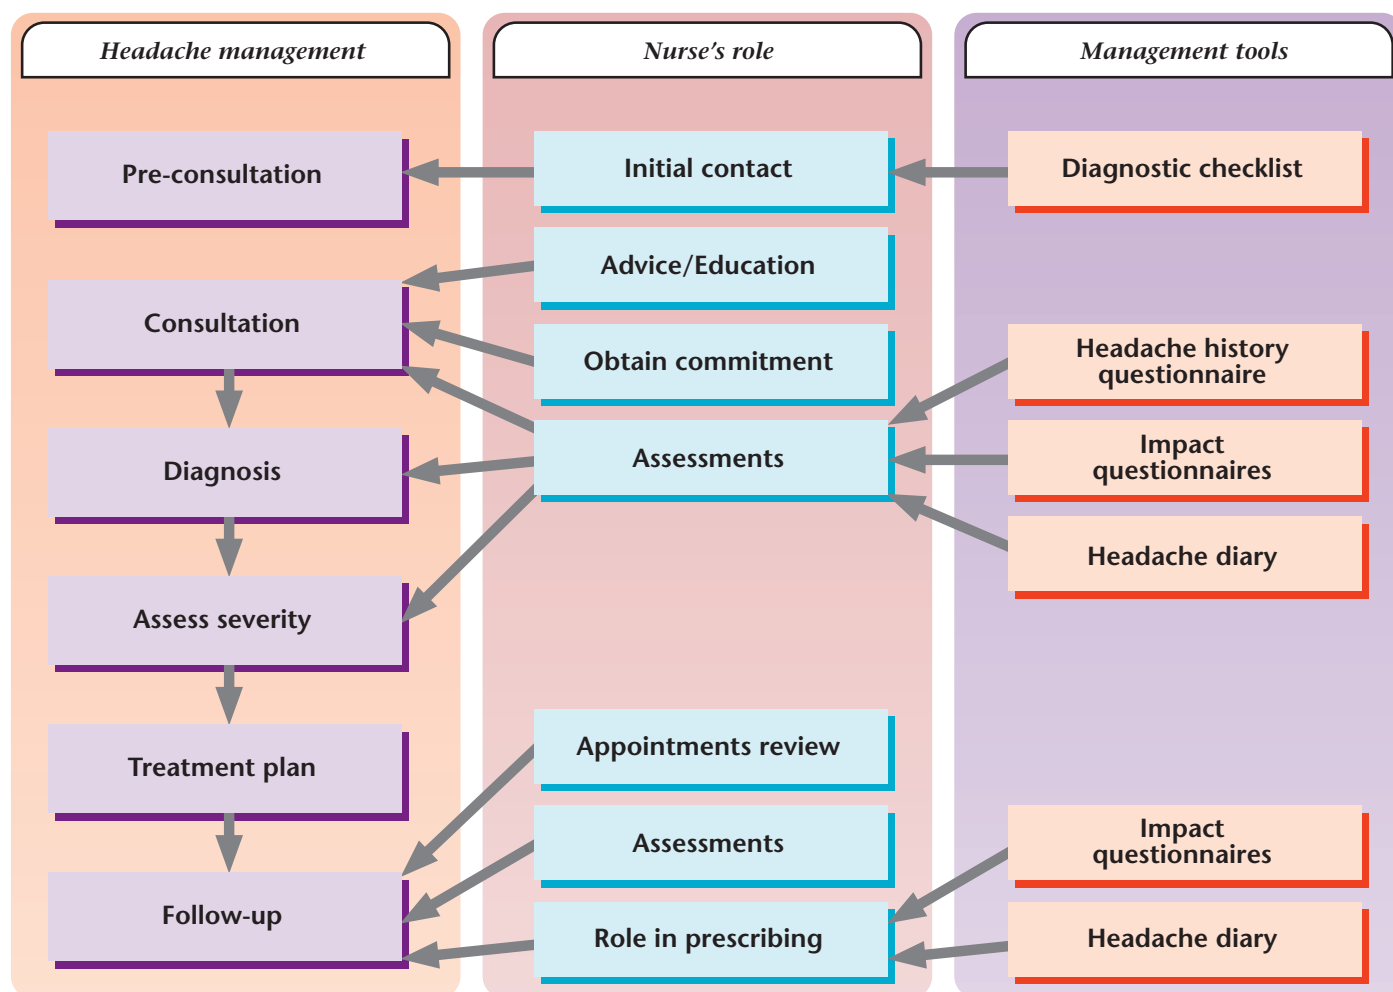 Headache management
Nurse's role
Management tools
Pre-consultation
Initial contact
Diagnostic checklist
Advice/Education
Consultation
Obtain commitment
Headache history
questionnaire
Diagnosis
Assessments
Impact
questionnaires
Headache diary
Assess severity
Treatment plan
Appointments review
Assessments
Impact
questionnaires
Follow-up
Role in prescribing
Headache diary